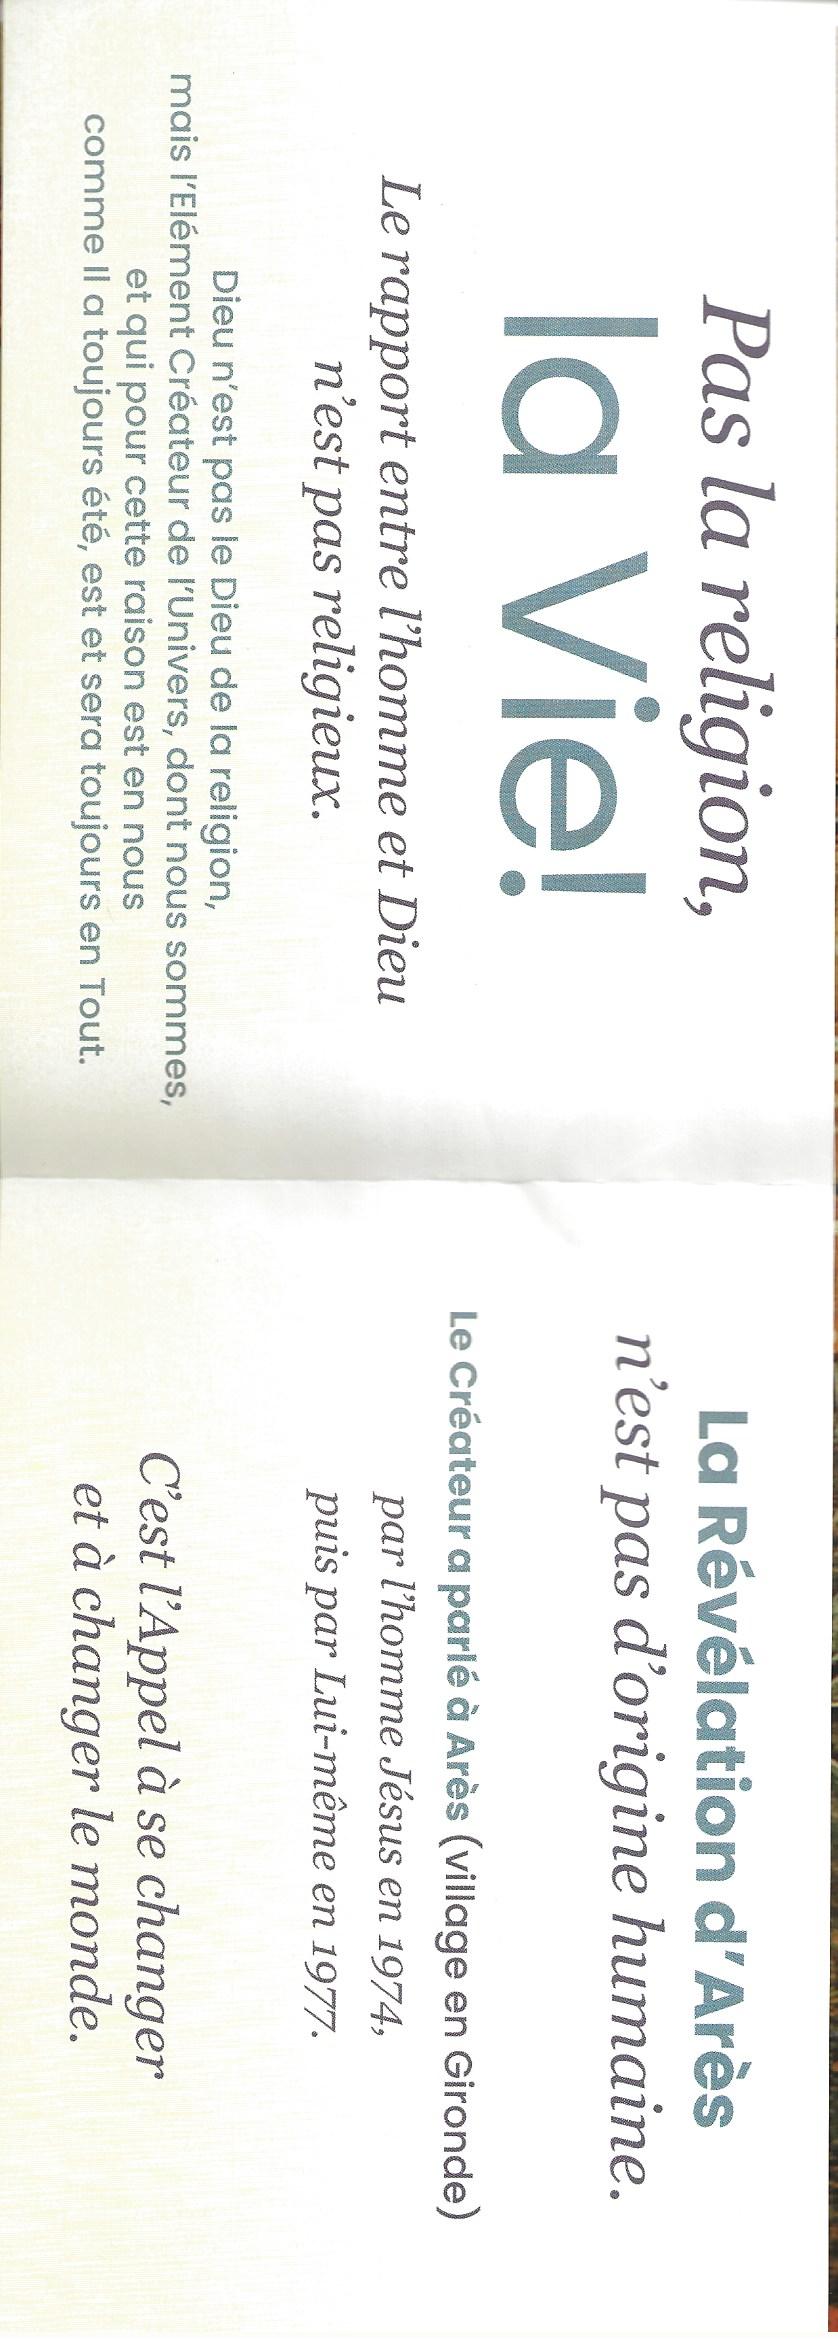 Pas la religion,
la Vie!
Le rapport entre l'homme et Dieu
n'est pas religieux.
Dieu n'est pas le Dieu de la religion,
mais l'Elément Créateur de l'Univers, dont nous sommes,
et qui pour cette raison est en nous
comme Il a toujours été, est et sera toujours en Tout.
La Révélation d'Arès
n'est pas d'origine humaine.
Le Créateur a parlé à Arès (village en Gironde)
par l'homme Jésus en 1974,
puis par Lui-même en 1977.
C'est l'Appel à se changer
et à changer le monde.